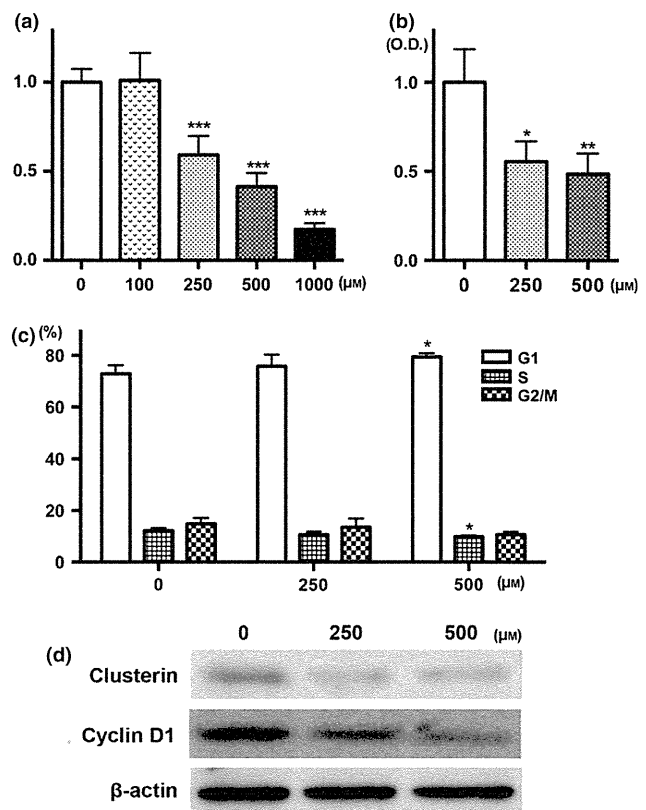 (a)
1.0
0.5
0.0
***
***
***
0 100 250 500 1000 (μM)
(b)
(O.D.)
1.0
0.5
0.0
*
**
0 250 500 (μM)
(c) (%)
80
60
40
20
0
*
*
G1
S
G2/M
0 250 500 (μM)
(d)
0 250 500 (μM)
Clusterin
Cyclin D1
β-actin